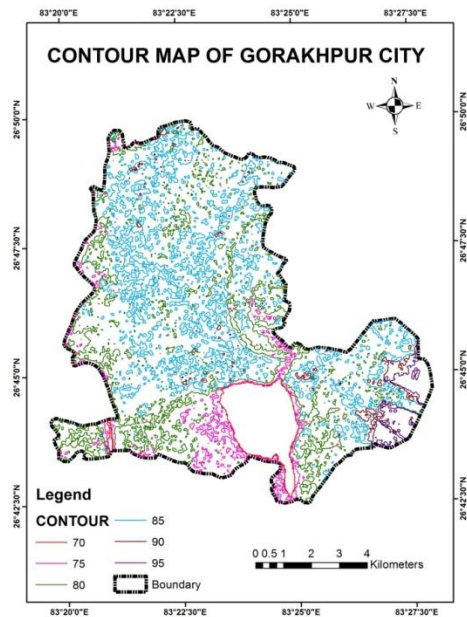 83°20'0"E 83°22'30"E 83°25'0"E 83°27'30"E
CONTOUR MAP OF GORAKHPUR CITY
N
W E
S
26°50'0"N 26°50'0"N
26°47'30"N 26°47'30"N
26°45'0"N 26°45'0"N
26°42'30"N 26°42'30"N
Legend
CONTOUR 85
70 90
75 95
80 Boundary
0 0.5 1 2 3 4
Kilometers
83°20'0"E 83°22'30"E 83°25'0"E 83°27'30"E